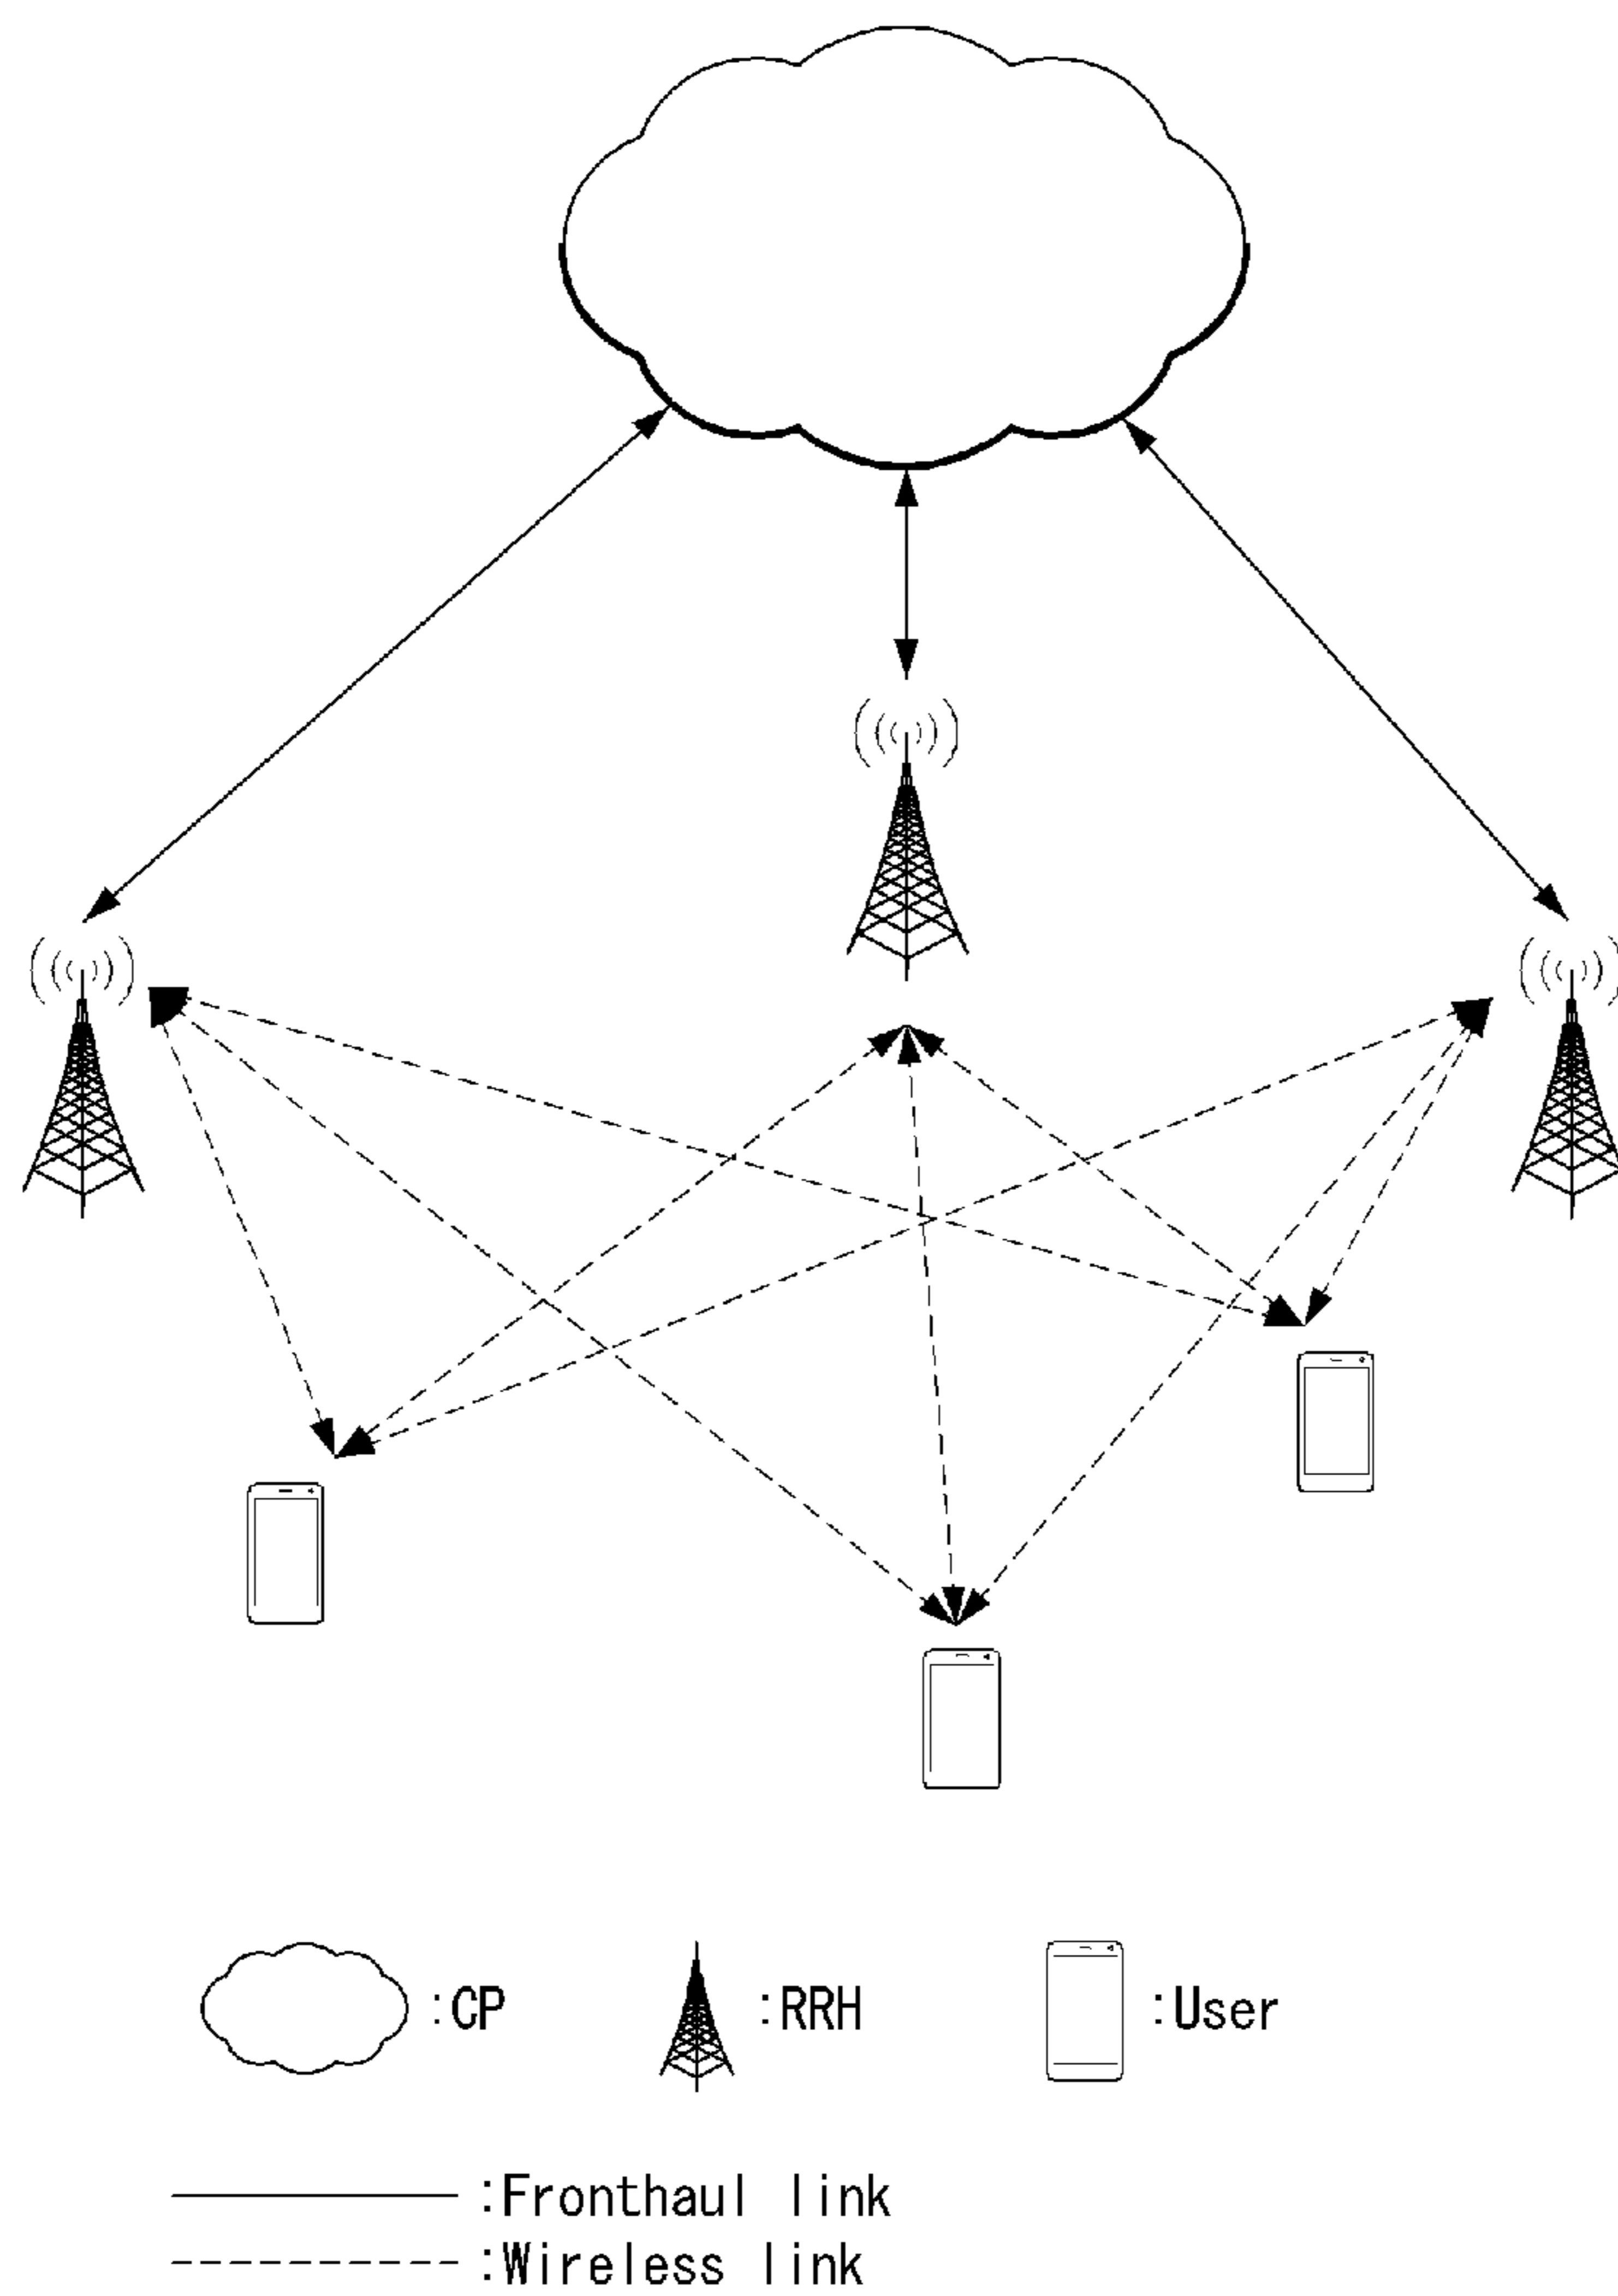 :CP :RRH :User
:Fronthaul link
:Wireless link